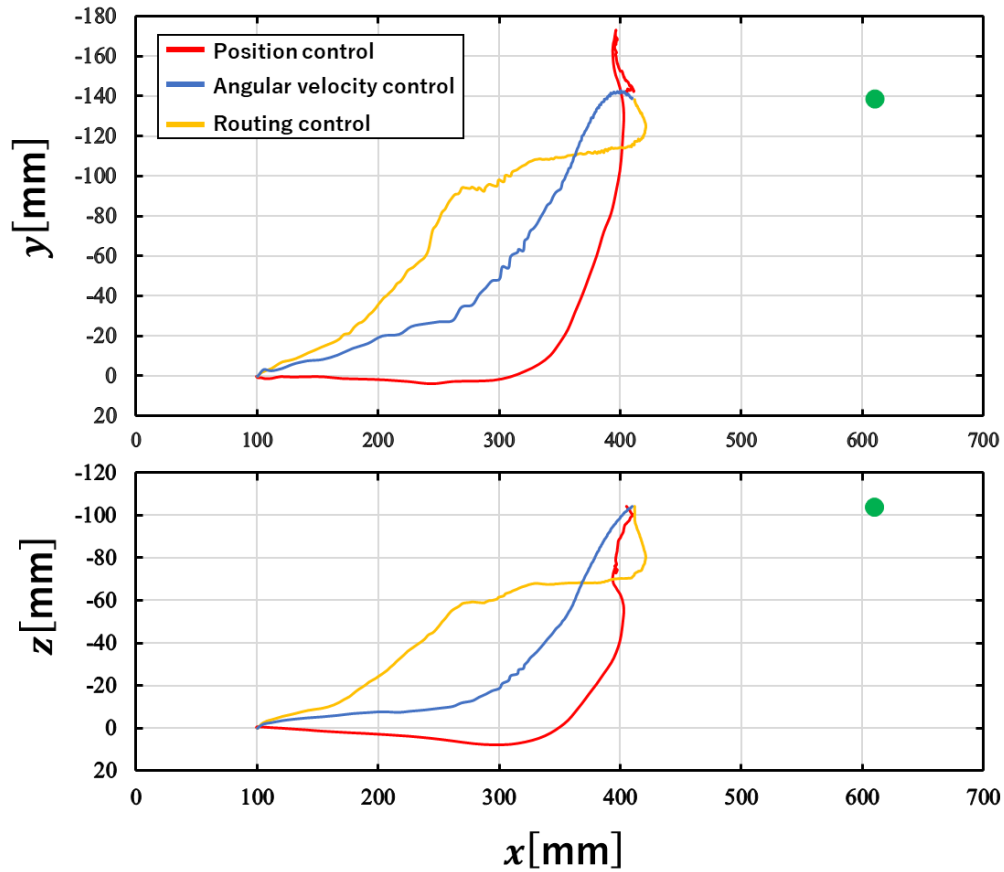 -180
-160
-140
-120
-100
-80
-60
-40
-20
0
20
y[mm]
Position control
Angular velocity control
Routing control
0 100 200 300 400 500 600 700
-120
-100
-80
-60
-40
-20
0
20
z[mm]
0 100 200 300 400 500 600 700
x[mm]